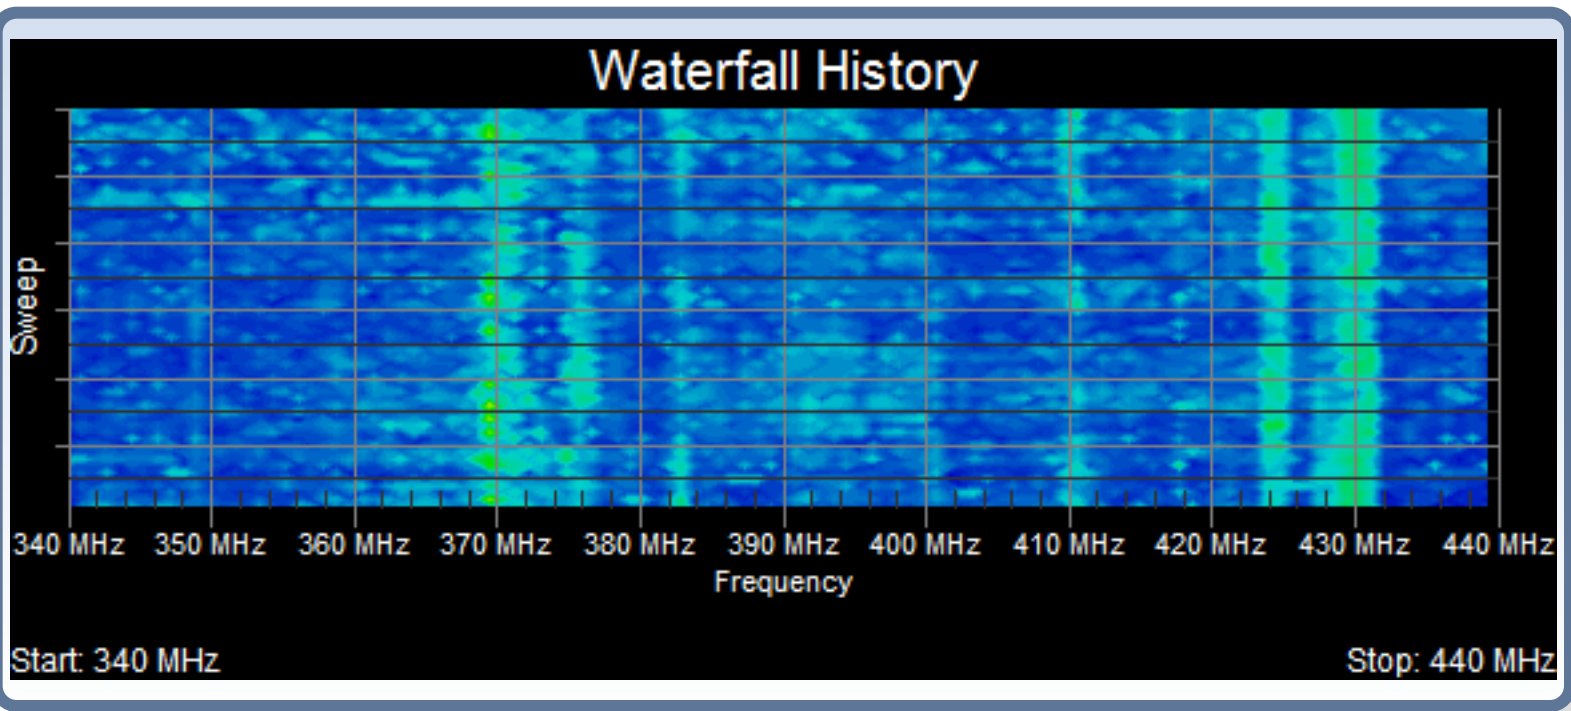 Waterfall History
Sweep
340 MHz 350 MHz 360 MHz 370 MHz 380 MHz 390 MHz 400 MHz 410 MHz 420 MHz 430 MHz 440 MHz
Frequency
Start: 340 MHz
Stop: 440 MHz